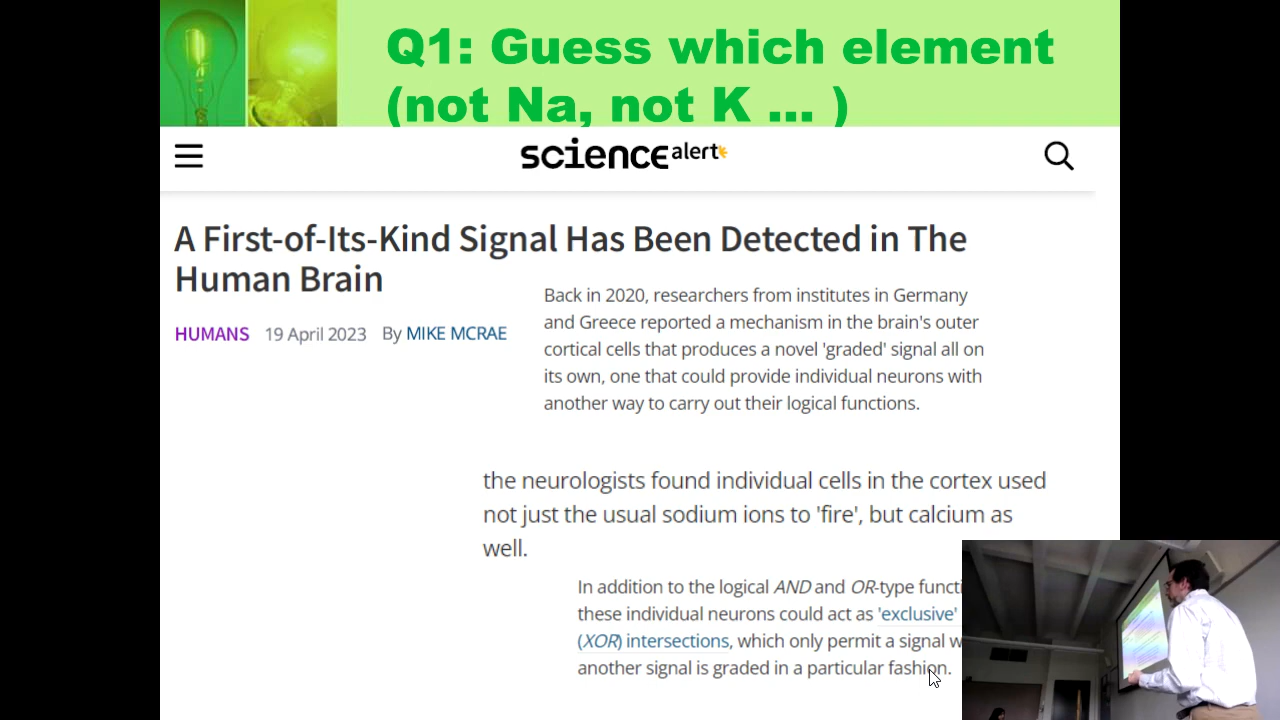 Q1: Guess which element
(not Na, not K ... )
science alert
A First-of-Its-Kind Signal Has Been Detected in The
Human Brain
HUMANS 19 April 2023 By MIKE MCRAE
Back in 2020, researchers from institutes in Germany
and Greece reported a mechanism in the brain's outer
cortical cells that produces a novel 'graded' signal all on
its own, one that could provide individual neurons with
another way to carry out their logical functions.
the neurologists found individual cells in the cortex used
not just the usual sodium ions to 'fire', but calcium as
well.
In addition to the logical AND and OR-type functi
these individual neurons could act as 'exclusive'
(XOR) intersections, which only permit a signal w
another signal is graded in a particular fashion.